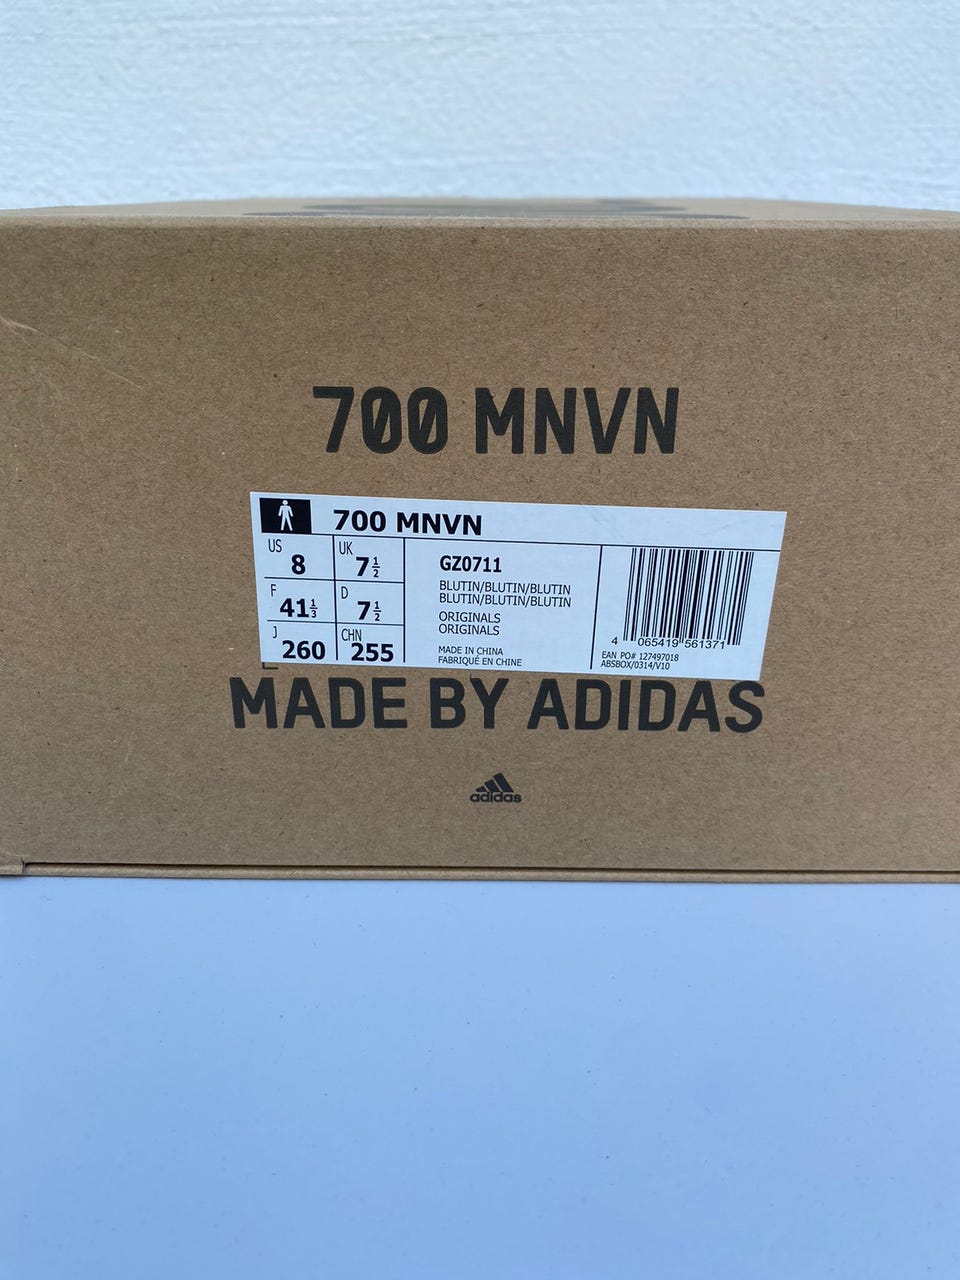 700 MNVN
700 MNVN
US 8 UK 7 1/2
F 41 1/3 D 7 1/2
J 260 CHN 255
GZ0711
BLUTIN/BLUTIN/BLUTIN
BLUTIN/BLUTIN/BLUTIN
ORIGINALS
ORIGINALS
MADE IN CHINA
FABRIQUÉ EN CHINE
4 065419 561371
EAN PO# 127497018
ABSBOX/0314/V10
MADE BY ADIDAS
adidas